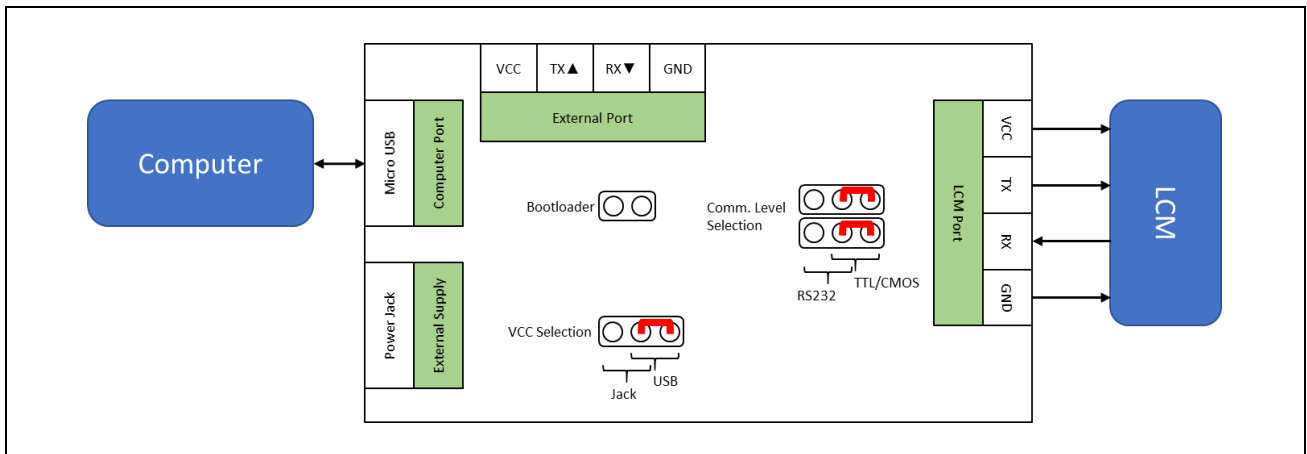 VCC
TX▲
RX▼
GND
External Port
Computer
Micro USB
Computer Port
Bootloader
Comm. Level
Selection
RS232
TTL/CMOS
LCM Port
VCC
TX
RX
GND
LCM
Power Jack
External Supply
VCC Selection
Jack
USB